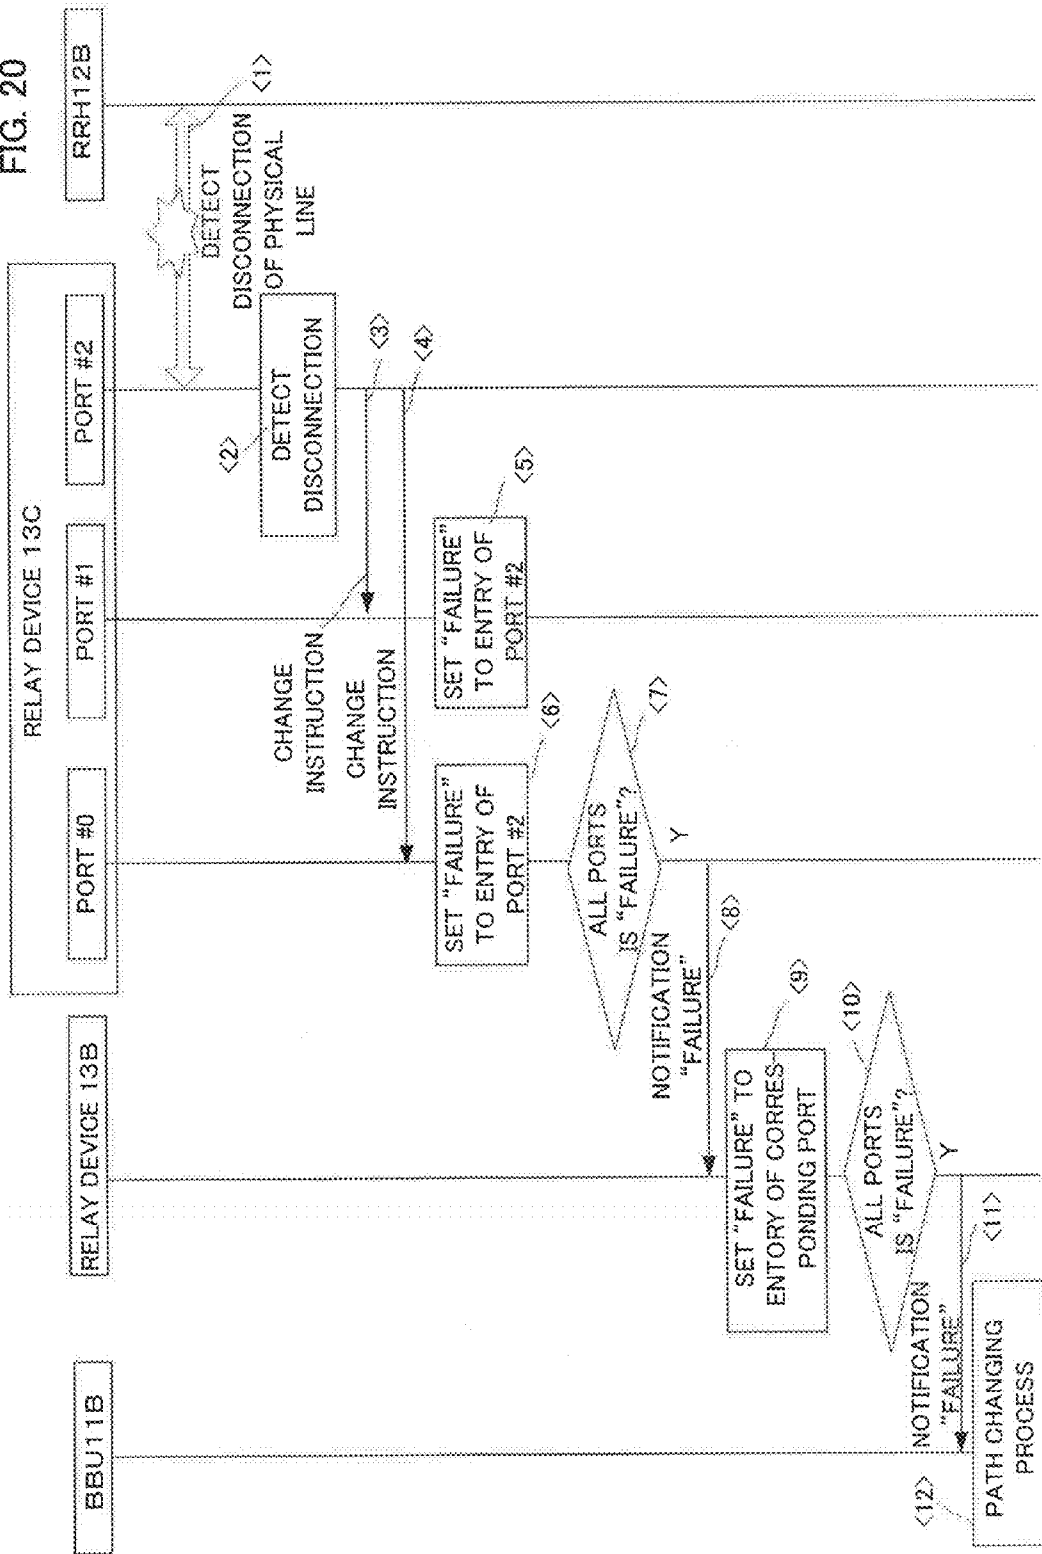 FIG. 20
BBU11B
RELAY DEVICE 13B
RELAY DEVICE 13C
PORT #0
PORT #1
PORT #2
RRH12B
<1>
DETECT
DISCONNECTION
OF PHYSICAL
LINE
<2>
DETECT
DISCONNECTION
<3>
CHANGE
INSTRUCTION
<4>
CHANGE
INSTRUCTION
<5>
SET "FAILURE"
TO ENTRY OF
PORT #2
<6>
SET "FAILURE"
TO ENTRY OF
PORT #2
<7>
ALL PORTS
IS "FAILURE"?
Y
<8>
NOTIFICATION
"FAILURE"
<9>
SET "FAILURE" TO
ENTORY OF CORRES-
PONDING PORT
<10>
ALL PORTS
IS "FAILURE"?
Y
<11>
NOTIFICATION
"FAILURE"
<12>
PATH CHANGING
PROCESS